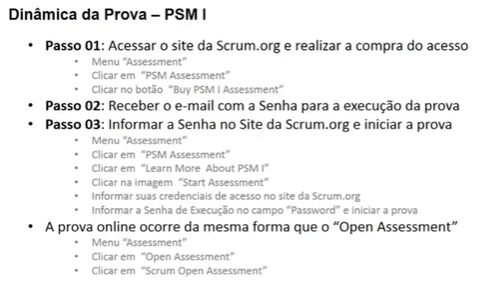 Dinâmica da Prova – PSM I
• Passo 01: Acessar o site da Scrum.org e realizar a compra do acesso
• Menu “Assessment”
• Clicar em “PSM Assessment”
• Clicar no botão “Buy PSM I Assessment”
• Passo 02: Receber o e-mail com a Senha para a execução da prova
• Passo 03: Informar a Senha no Site da Scrum.org e iniciar a prova
• Menu “Assessment”
• Clicar em “PSM Assessment”
• Clicar em “Learn More About PSM I”
• Clicar na imagem “Start Assessment”
• Informar suas credenciais de acesso no site da Scrum.org
• Informar a Senha de Execução no campo “Password” e iniciar a prova
• A prova online ocorre da mesma forma que o “Open Assessment”
• Menu “Assessment”
• Clicar em “Open Assessment”
• Clicar em “Scrum Open Assessment”